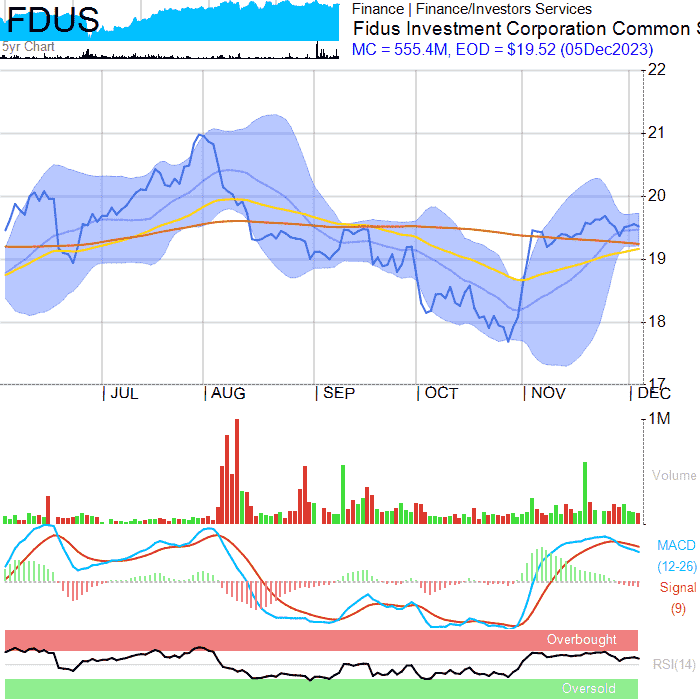 FDUS
5yr Chart
Finance | Finance/Investors Services
Fidus Investment Corporation Common S
MC = 555.4M, EOD = $19.52 (05Dec2023)
22
21
20
19
18
17
JUL
AUG
SEP
OCT
NOV
DEC
1M
Volume
MACD
(12-26)
Signal
(9)
Overbought
RSI(14)
Oversold